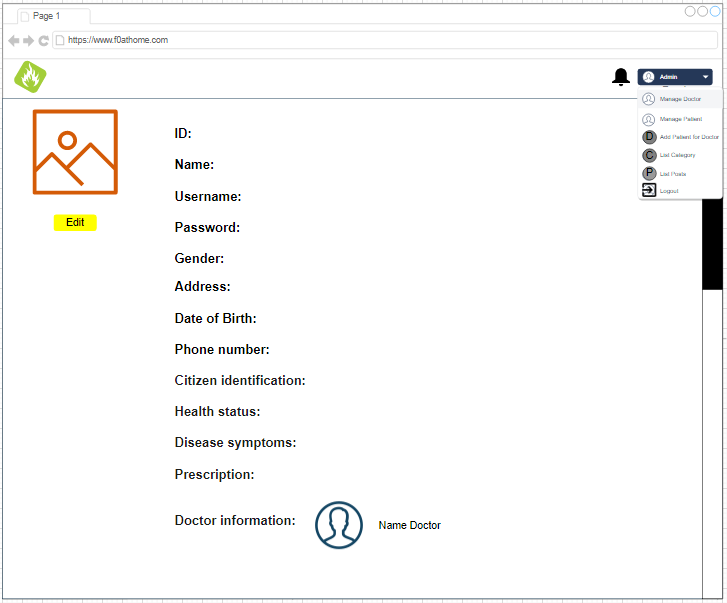 Page 1
https://www.f0athome.com
Admin
Manage Doctor
Manage Patient
D Add Patient for Doctor
C List Category
P List Posts
Logout
Edit
ID:
Name:
Username:
Password:
Gender:
Address:
Date of Birth:
Phone number:
Citizen identification:
Health status:
Disease symptoms:
Prescription:
Doctor information:
Name Doctor